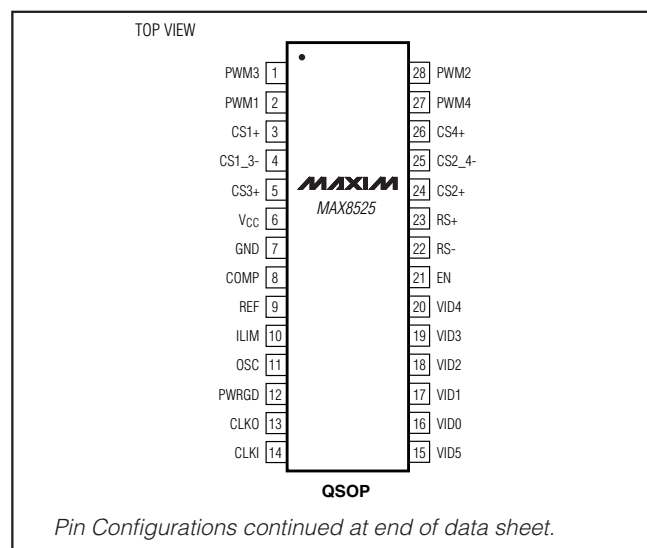 TOP VIEW
PWM3 1 28 PWM2
PWM1 2 27 PWM4
CS1+ 3 26 CS4+
CS1_3- 4 25 CS2_4-
CS3+ 5 MAXIM 24 CS2+
VCC 6 MAX8525 23 RS+
GND 7 22 RS-
COMP 8 21 EN
REF 9 20 VID4
ILIM 10 19 VID3
OSC 11 18 VID2
PWRGD 12 17 VID1
CLKO 13 16 VID0
CLKI 14 15 VID5
QSOP
Pin Configurations continued at end of data sheet.